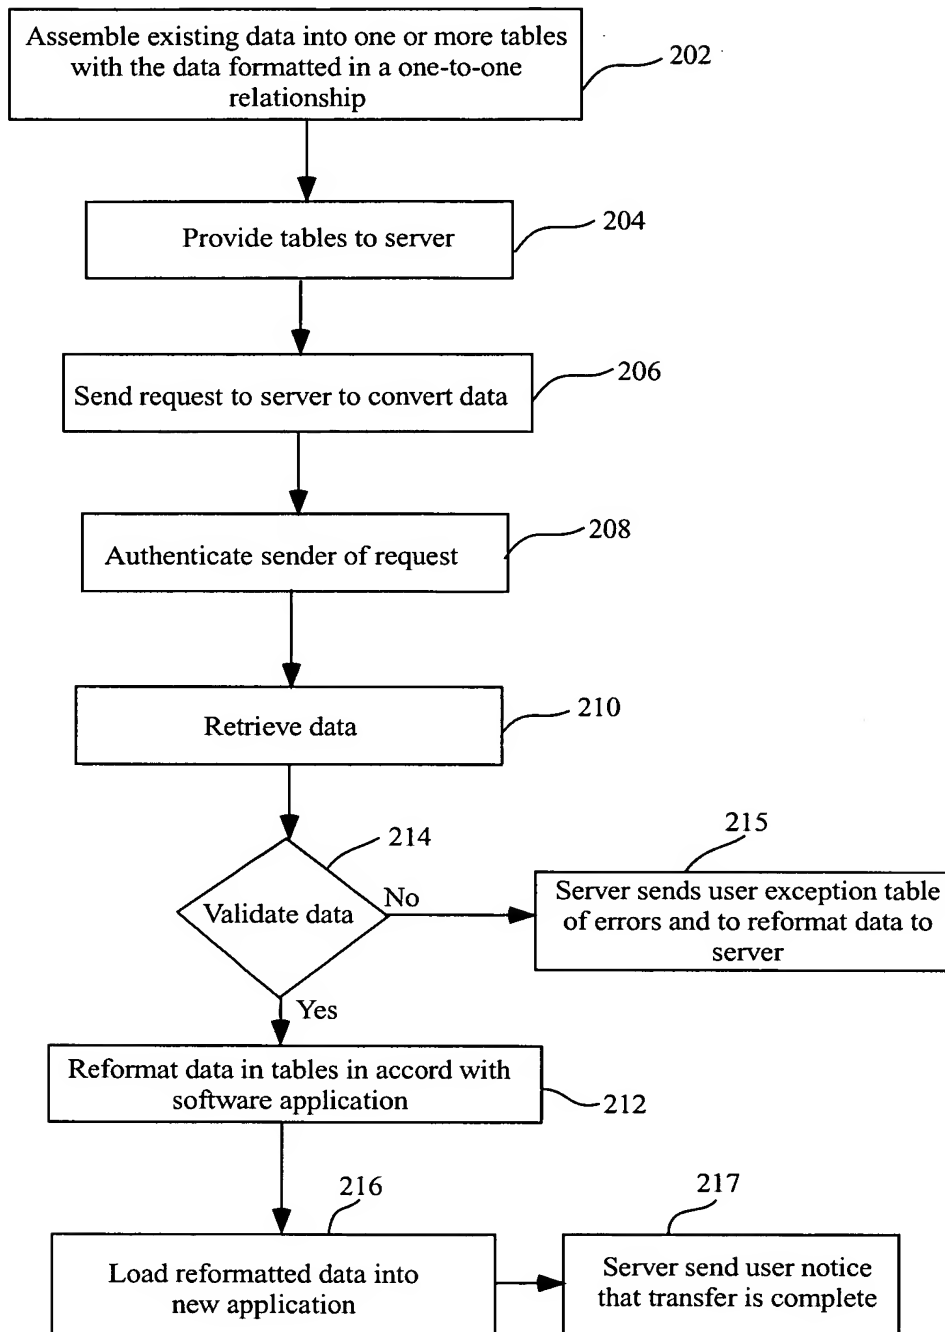 Assemble existing data into one or more tables
with the data formatted in a one-to-one
relationship
202
Provide tables to server
204
Send request to server to convert data
206
Authenticate sender of request
208
Retrieve data
210
214
Validate data
No
215
Server sends user exception table
of errors and to reformat data to
server
Yes
Reformat data in tables in accord with
software application
212
216
Load reformatted data into
new application
217
Server send user notice
that transfer is complete